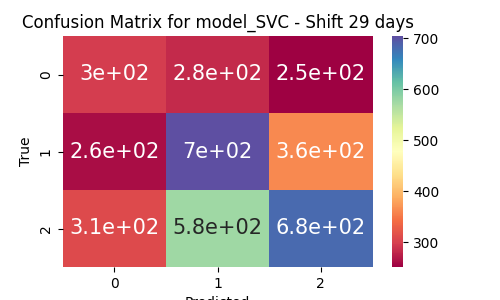 Confusion Matrix for model_SVC - Shift 29 days
0 3e+02 2.8e+02 2.5e+02
1 2.6e+02 7e+02 3.6e+02
2 3.1e+02 5.8e+02 6.8e+02
0 1 2
True
Predicted
700
600
500
400
300